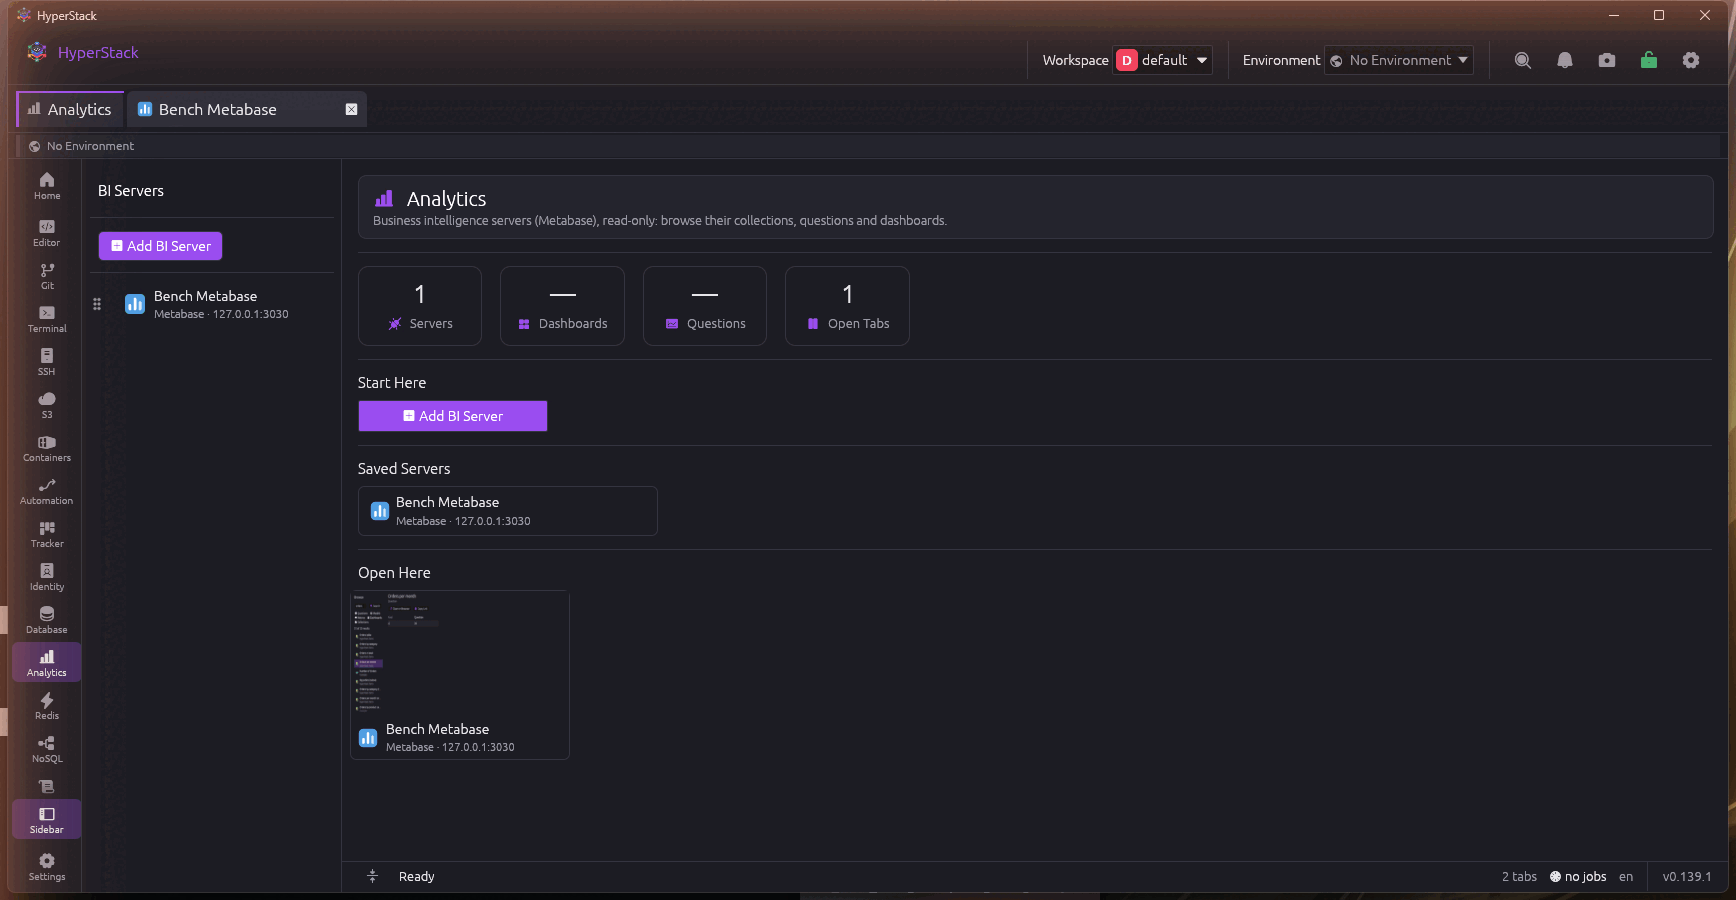 HyperStack
HyperStack
Workspace D default
Environment No Environment
Analytics
Bench Metabase
No Environment
Home
Editor
Git
Terminal
SSH
S3
Containers
Automation
Tracker
Identity
Database
Analytics
Redis
NoSQL
Sidebar
Settings
BI Servers
Add BI Server
Bench Metabase
Metabase · 127.0.0.1:3030
Analytics
Business intelligence servers (Metabase), read-only: browse their collections, questions and dashboards.
1
Servers
—
Dashboards
—
Questions
1
Open Tabs
Start Here
Add BI Server
Saved Servers
Bench Metabase
Metabase · 127.0.0.1:3030
Open Here
Bench Metabase
Metabase · 127.0.0.1:3030
Ready
2 tabs
no jobs
en
v0.139.1